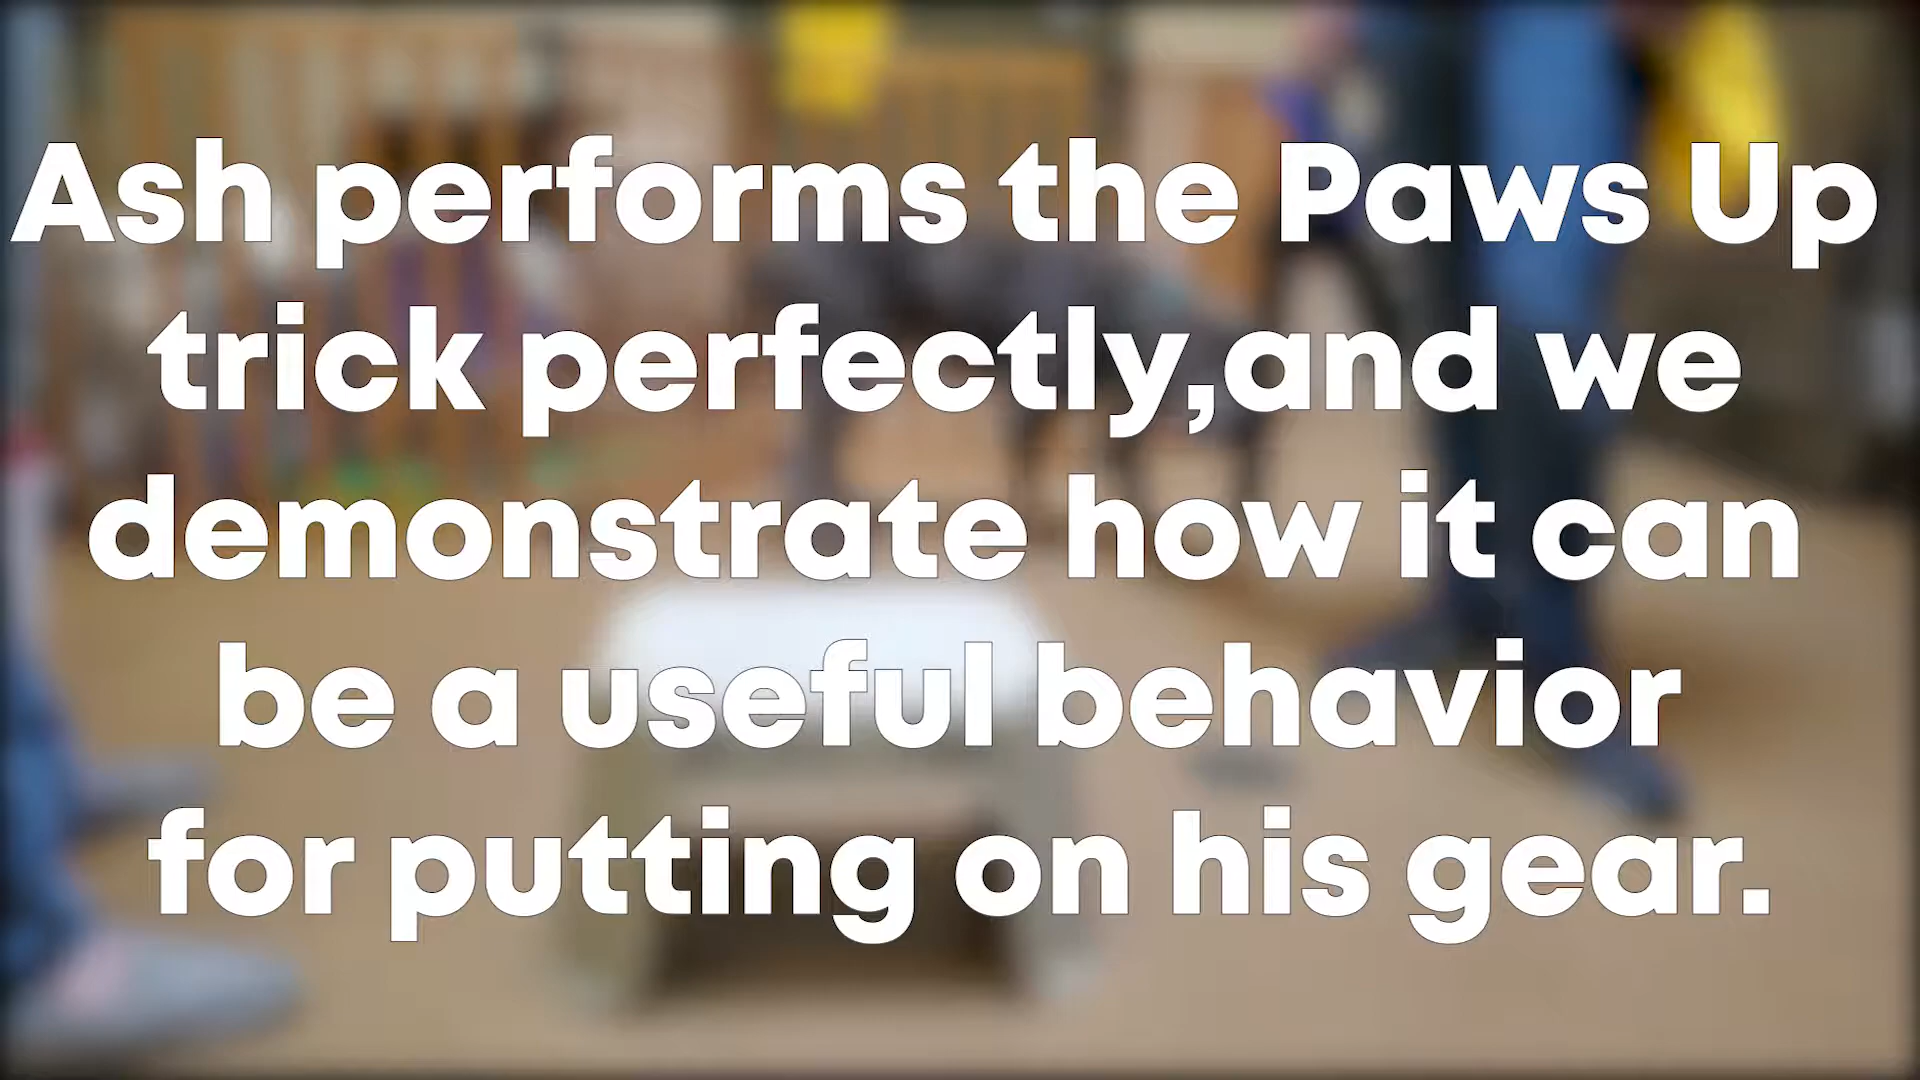 Ash performs the Paws Up
trick perfectly,and we
demonstrate how it can
be a useful behavior
for putting on his gear.